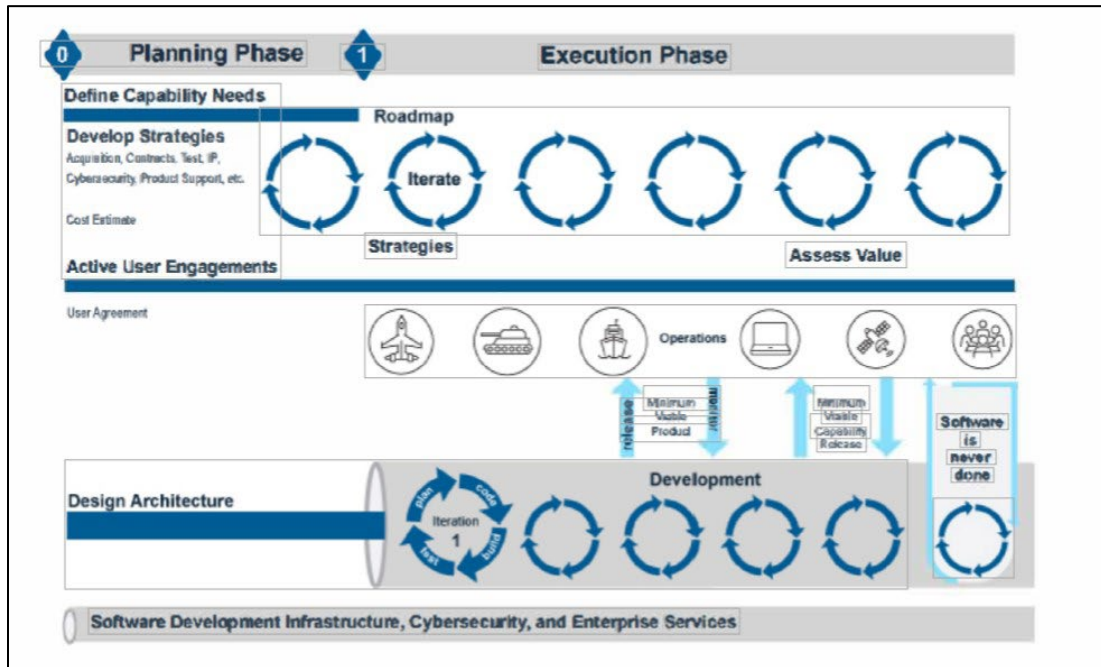 0
Planning Phase
1
Execution Phase
Define Capability Needs
Roadmap
Develop Strategies
Acquisition, Contracts, Test, IP,
Cybersecurity, Product Support, etc.
Iterate
Cost Estimate
Strategies
Assess Value
Active User Engagements
User Agreement
Operations
release
Minimum
Viable
Product
monitor
Minimum
Viable
Capability
Release
Software
is
never
done
Design Architecture
Development
plan
code
build
test
Iteration
1
Software Development Infrastructure, Cybersecurity, and Enterprise Services